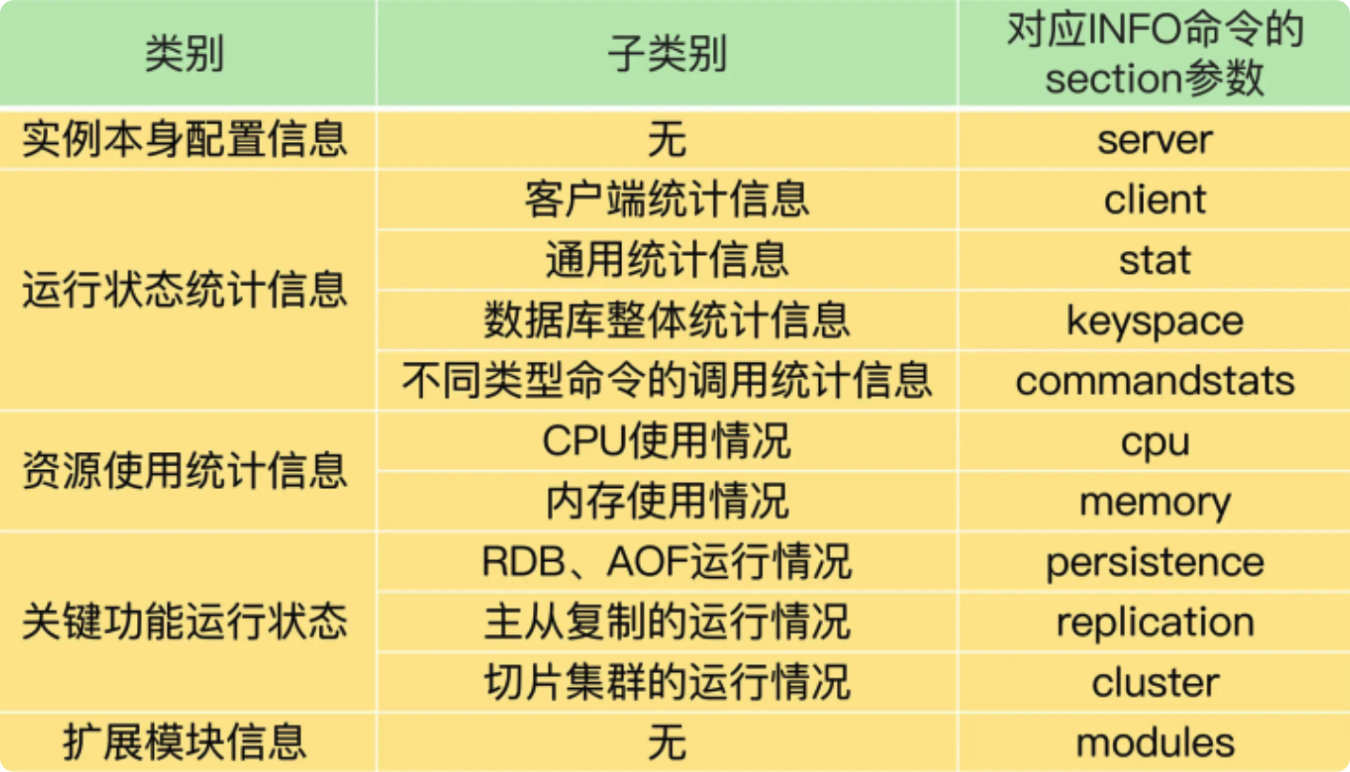 类别 子类别 对应INFO命令的
section参数
实例本身配置信息 无 server
运行状态统计信息 客户端统计信息 client
通用统计信息 stat
数据库整体统计信息 keyspace
不同类型命令的调用统计信息 commandstats
资源使用统计信息 CPU使用情况 cpu
内存使用情况 memory
关键功能运行状态 RDB、AOF运行情况 persistence
主从复制的运行情况 replication
切片集群的运行情况 cluster
扩展模块信息 无 modules